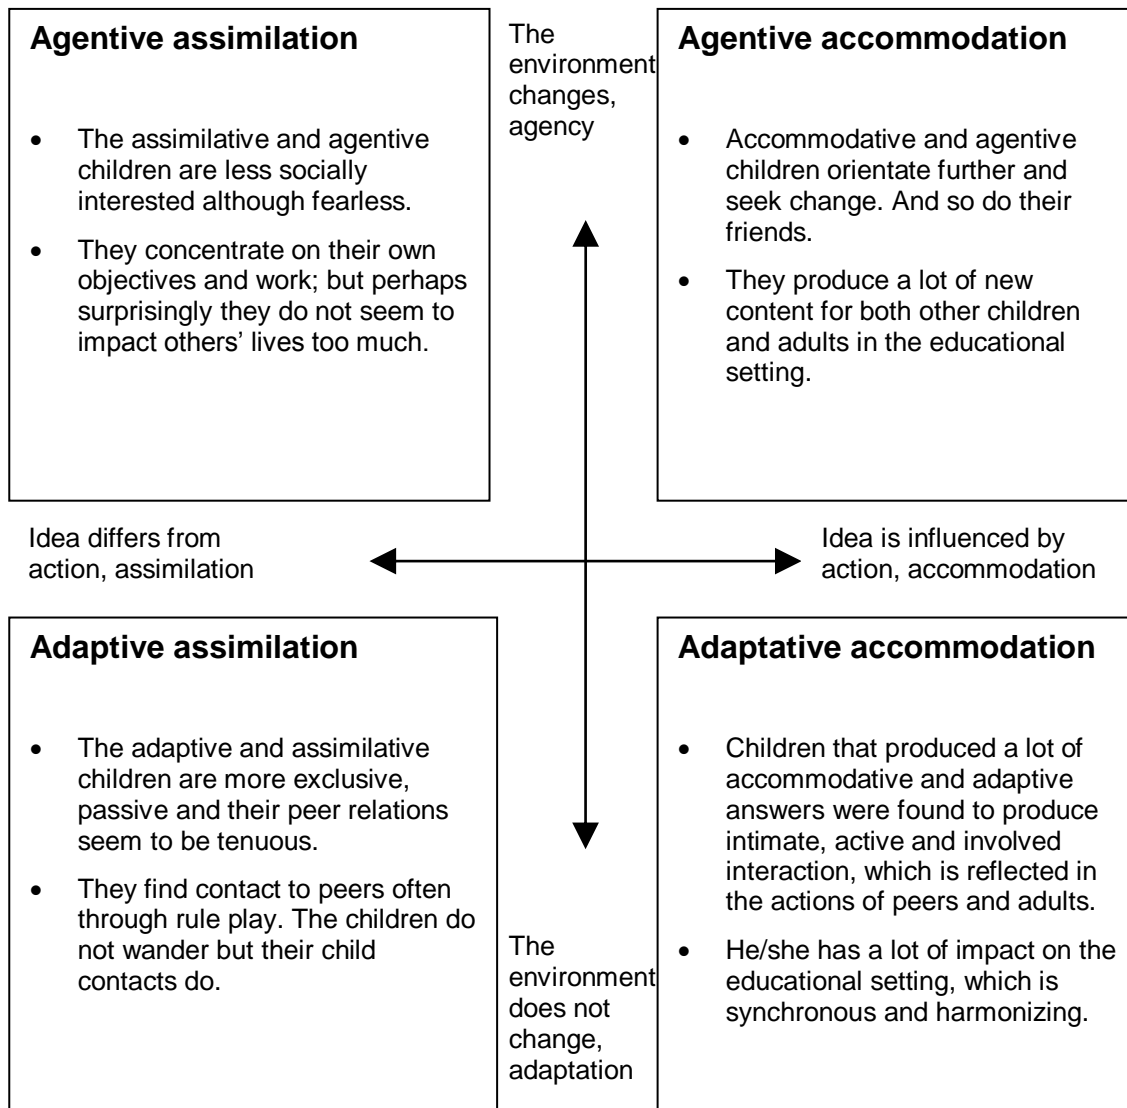 Agentive assimilation
• The assimilative and agentive
children are less socially
interested although fearless.
• They concentrate on their own
objectives and work; but perhaps
surprisingly they do not seem to
impact others’ lives too much.
The
environment
changes,
agency
Agentive accommodation
• Accommodative and agentive
children orientate further and
seek change. And so do their
friends.
• They produce a lot of new
content for both other children
and adults in the educational
setting.
Idea differs from
action, assimilation
Idea is influenced by
action, accommodation
Adaptive assimilation
• The adaptive and assimilative
children are more exclusive,
passive and their peer relations
seem to be tenuous.
• They find contact to peers often
through rule play. The children do
not wander but their child
contacts do.
The
environment
does not
change,
adaptation
Adaptative accommodation
• Children that produced a lot of
accommodative and adaptive
answers were found to produce
intimate, active and involved
interaction, which is reflected in
the actions of peers and adults.
• He/she has a lot of impact on the
educational setting, which is
synchronous and harmonizing.